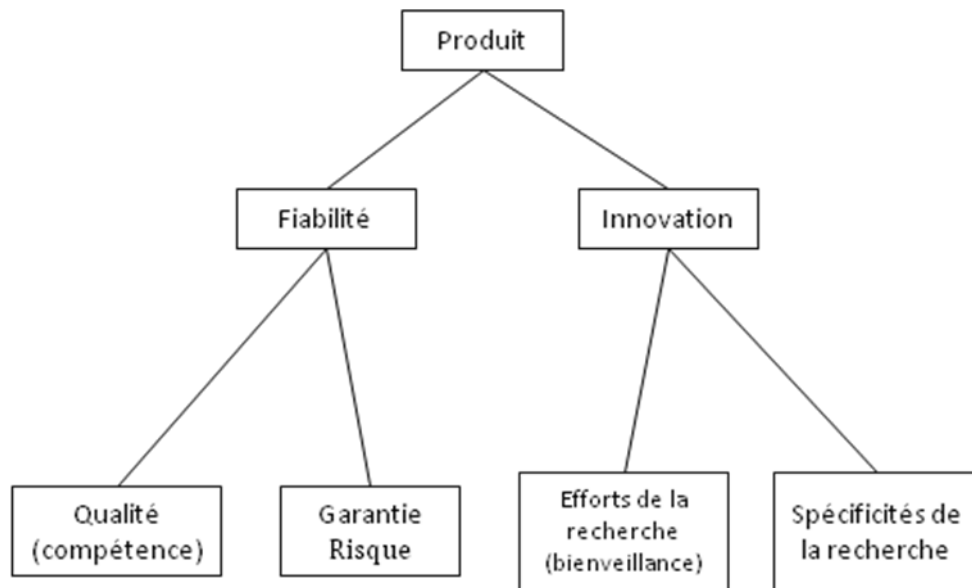 Produit
Fiabilité
Innovation
Qualité
(compétence)
Garantie
Risque
Efforts de la
recherche
(bienveillance)
Spécificités de
la recherche